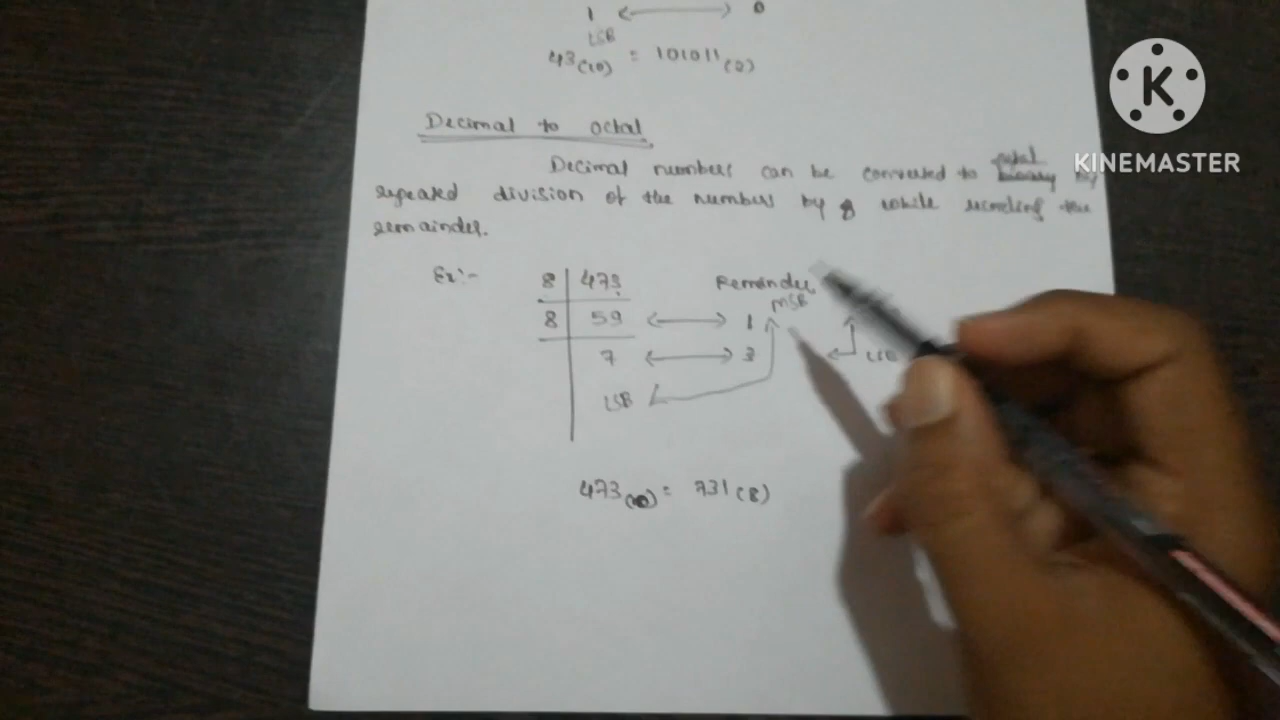 1 ⟷ 0
LSB
43(10) = 101011(2)
Decimal to octal
Decimal numbers can be converted to octal by
repeated division of the number by 8 while recording the
remainder.
Ex:-
8 473 Remainder
MSB
8 59 ⟷ 1
7 ⟷ 3 LSB
LSB
473(10) = 731(8)
K
KINEMASTER